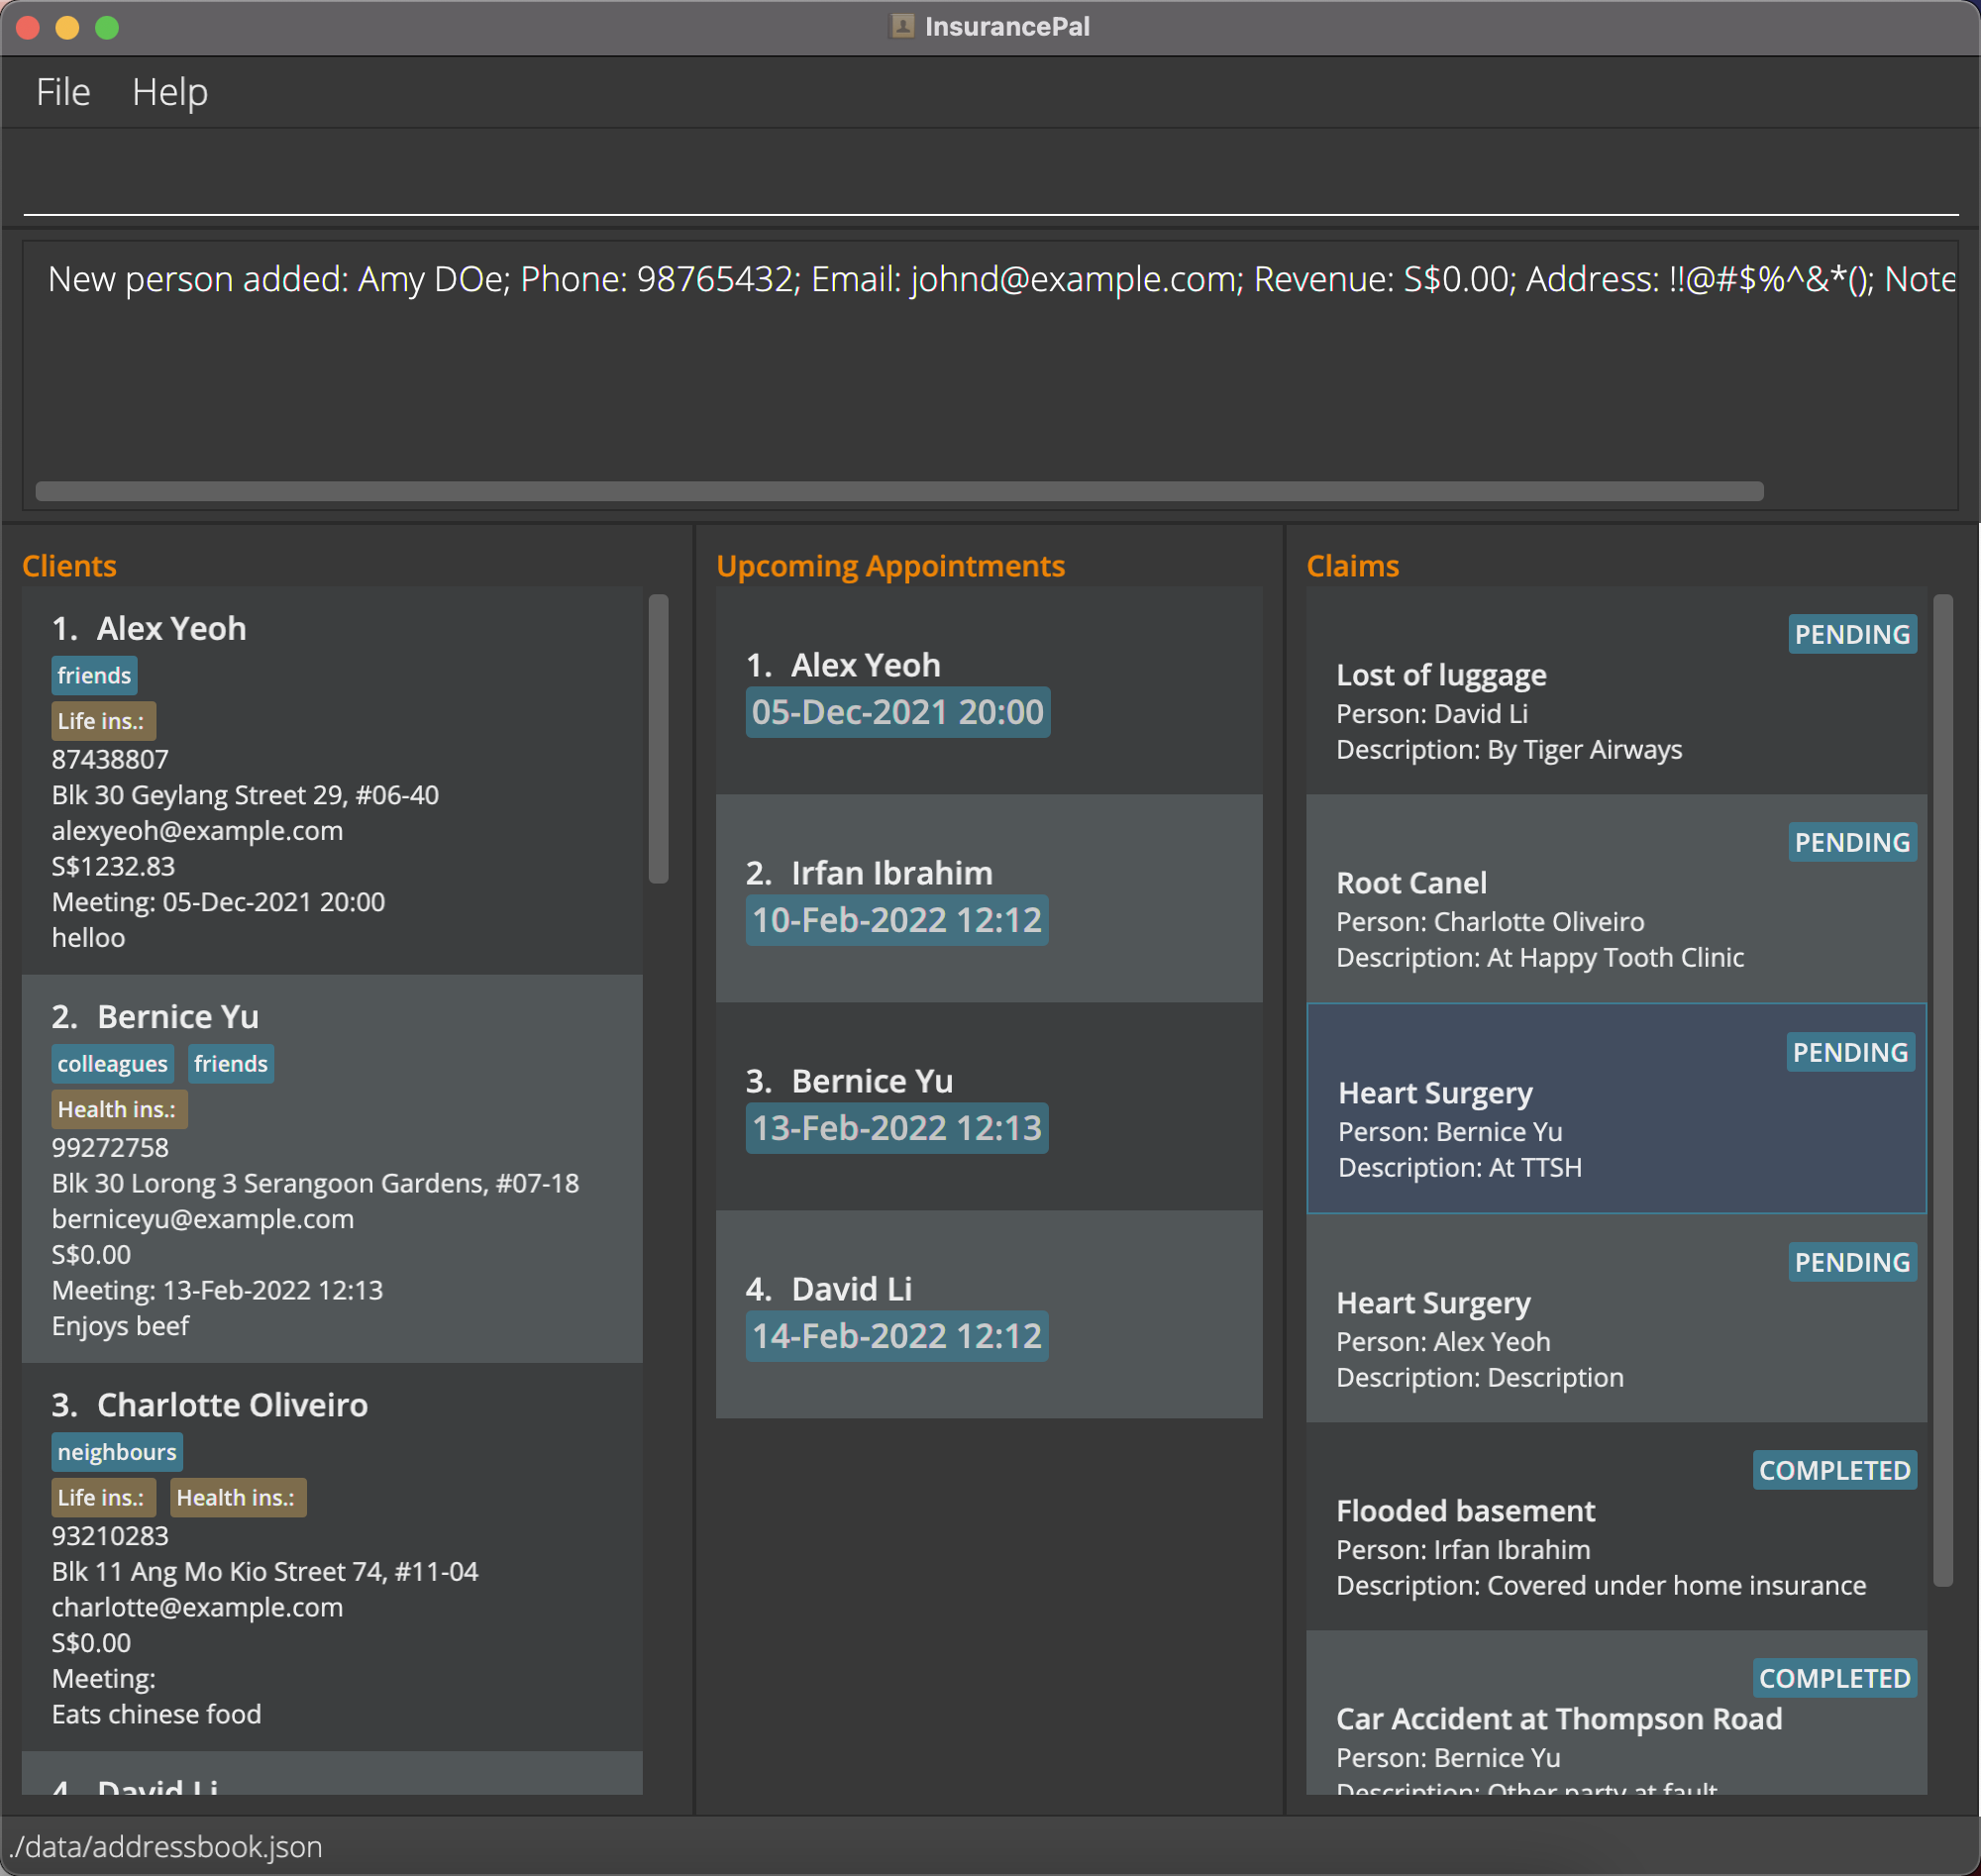 InsurancePal
File Help
New person added: Amy DOe; Phone: 98765432; Email: johnd@example.com; Revenue: S$0.00; Address: !!@#$%^&*(); Note
Clients
1. Alex Yeoh
friends
Life ins.:
87438807
Blk 30 Geylang Street 29, #06-40
alexyeoh@example.com
S$1232.83
Meeting: 05-Dec-2021 20:00
helloo
2. Bernice Yu
colleagues friends
Health ins.:
99272758
Blk 30 Lorong 3 Serangoon Gardens, #07-18
berniceyu@example.com
S$0.00
Meeting: 13-Feb-2022 12:13
Enjoys beef
3. Charlotte Oliveiro
neighbours
Life ins.: Health ins.:
93210283
Blk 11 Ang Mo Kio Street 74, #11-04
charlotte@example.com
S$0.00
Meeting:
Eats chinese food
4. David Li
Upcoming Appointments
1. Alex Yeoh
05-Dec-2021 20:00
2. Irfan Ibrahim
10-Feb-2022 12:12
3. Bernice Yu
13-Feb-2022 12:13
4. David Li
14-Feb-2022 12:12
Claims
PENDING
Lost of luggage
Person: David Li
Description: By Tiger Airways
PENDING
Root Canel
Person: Charlotte Oliveiro
Description: At Happy Tooth Clinic
PENDING
Heart Surgery
Person: Bernice Yu
Description: At TTSH
PENDING
Heart Surgery
Person: Alex Yeoh
Description: Description
COMPLETED
Flooded basement
Person: Irfan Ibrahim
Description: Covered under home insurance
COMPLETED
Car Accident at Thompson Road
Person: Bernice Yu
Description: Other party at fault
./data/addressbook.json